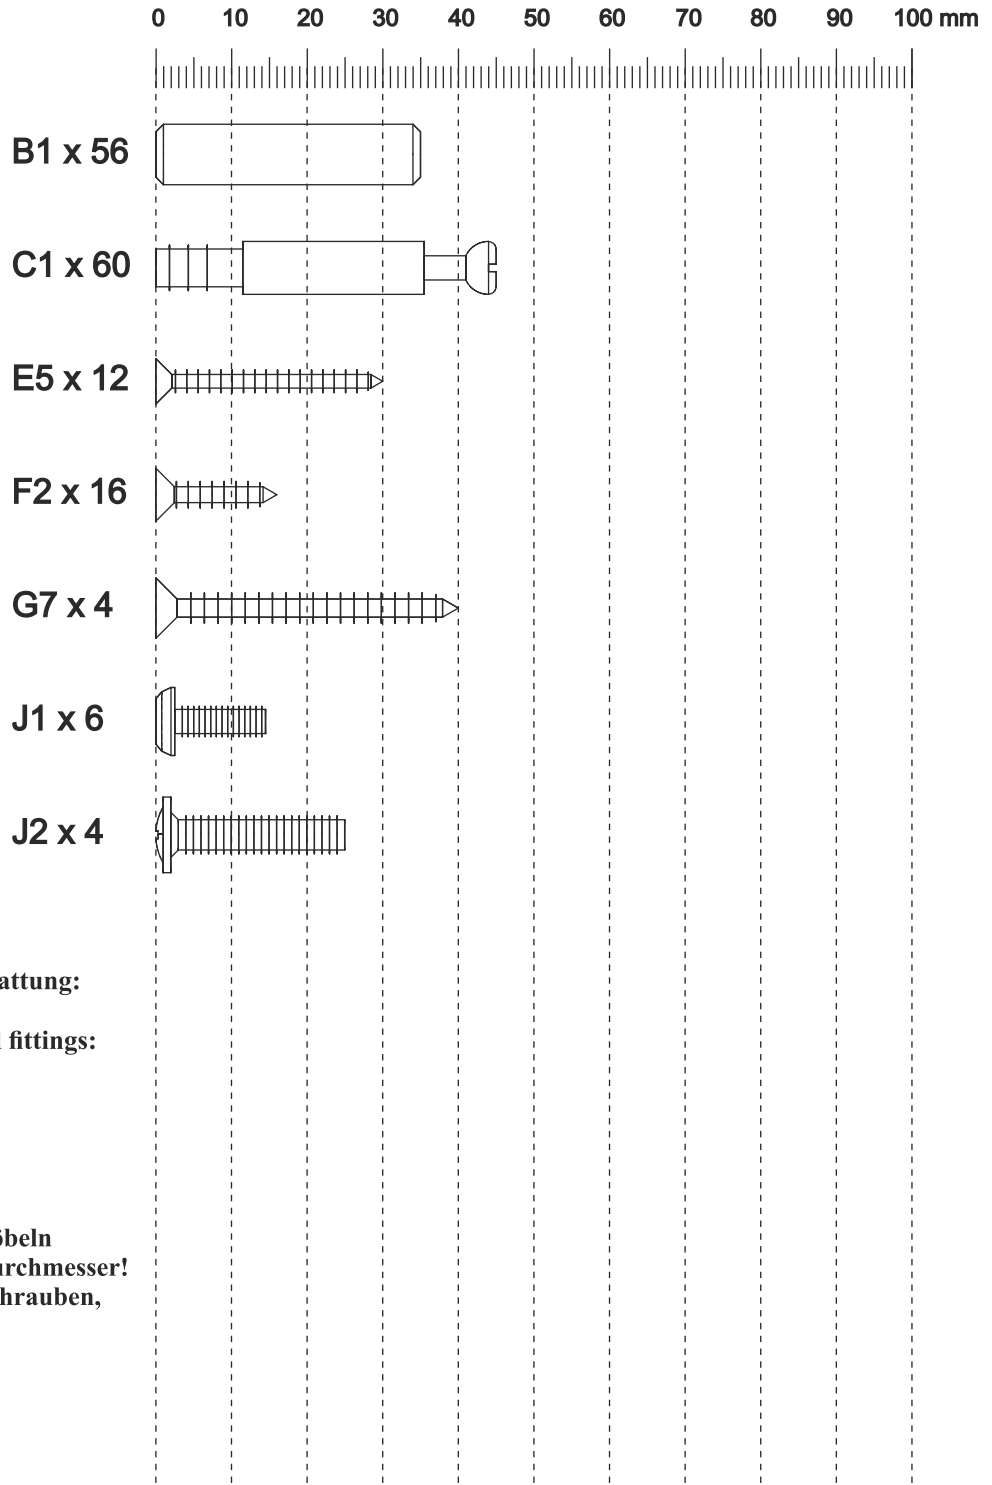 0 10 20 30 40 50 60 70 80 90 100 mm
B1 x 56
C1 x 60
E5 x 12
F2 x 16
G7 x 4
J1 x 6
J2 x 4
attung:
fittings:
öbeln
urchmesser!
hrauben,